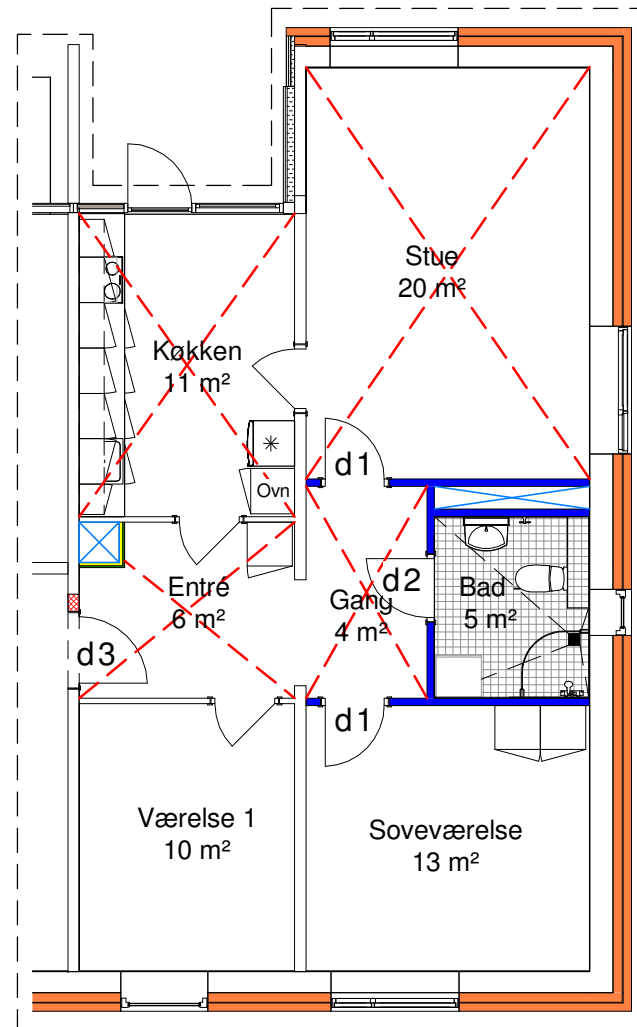 Stue
20 m²
Køkken
11 m²
d1
Ovn
Entré
6 m²
Gang
4 m²
d2
Bad
5 m²
d3
d1
Værelse 1
10 m²
Soveværelse
13 m²